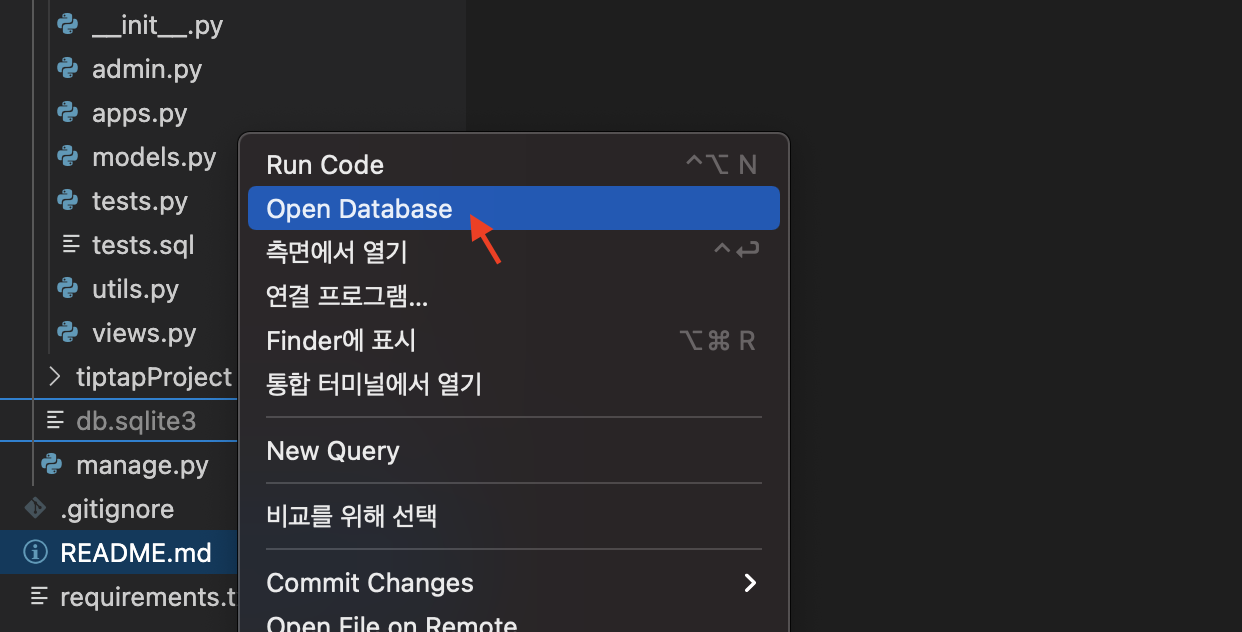 __init__.py
admin.py
apps.py
models.py
tests.py
tests.sql
utils.py
views.py
tiptapProject
db.sqlite3
manage.py
.gitignore
README.md
requirements.t
Run Code ^⌥ N
Open Database
측면에서 열기 ^⏎
연결 프로그램...
Finder에 표시 ⌥⌘ R
통합 터미널에서 열기
New Query
비교를 위해 선택
Commit Changes
Open File on Remote